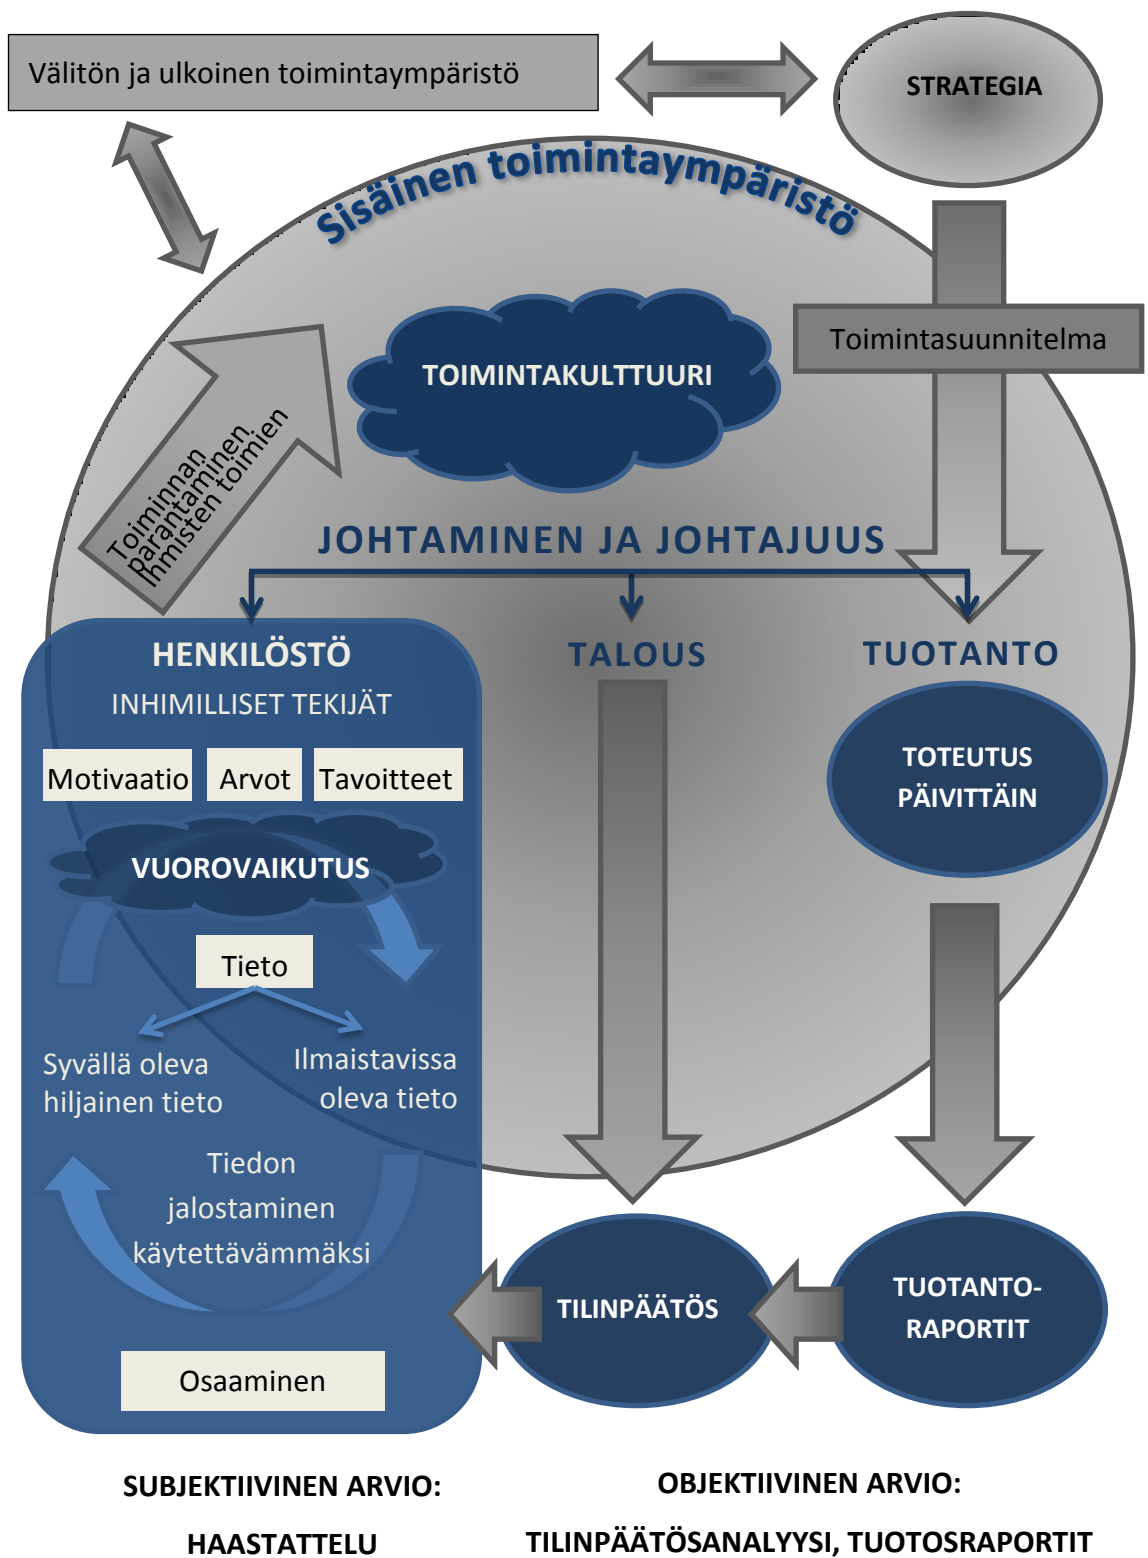 Välitön ja ulkoinen toimintaympäristö
STRATEGIA
Sisäinen toimintaympäristö
TOIMINTAKULTTUURI
Toimintasuunnitelma
Toiminnan
parantaminen
ihmisten toimien
JOHTAMINEN JA JOHTAJUUS
HENKILÖSTÖ
INHIMILLISET TEKIJÄT
TALOUS
TUOTANTO
Motivaatio
Arvot
Tavoitteet
TOTEUTUS
PÄIVITTÄIN
VUOROVAIKUTUS
Tieto
Syvällä oleva
hiljainen tieto
Ilmaistavissa
oleva tieto
Tiedon
jalostaminen
käytettävämmäksi
TILINPÄÄTÖS
TUOTANTO-
RAPORTIT
Osaaminen
SUBJEKTIIVINEN ARVIO:
HAASTATTELU
OBJEKTIIVINEN ARVIO:
TILINPÄÄTÖSANALYYSI, TUOTOSRAPORTIT